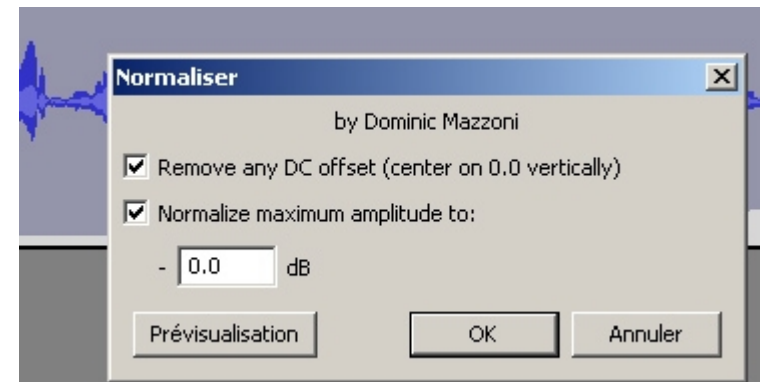 Normaliser
by Dominic Mazzoni
Remove any DC offset (center on 0.0 vertically)
Normalize maximum amplitude to:
- 0.0 dB
Prévisualisation OK Annuler